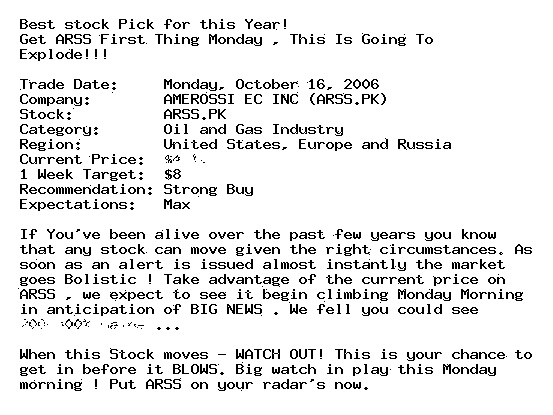 Best stock Pick for this Year!
Get ARSS First Thing Monday , This Is Going To
Explode!!!
Trade Date: Monday, October 16, 2006
Company: AMEROSSI EC INC (ARSS.PK)
Stock: ARSS.PK
Category: Oil and Gas Industry
Region: United States, Europe and Russia
Current Price:
1 Week Target: $8
Recommendation: Strong Buy
Expectations: Max
If You've been alive over the past few years you know
that any stock can move given the right circumstances. As
soon as an alert is issued almost instantly the market
goes Bolistic ! Take advantage of the current price on
ARSS , we expect to see it begin climbing Monday Morning
in anticipation of BIG NEWS . We fell you could see
...
When this Stock moves - WATCH OUT! This is your chance to
get in before it BLOWS. Big watch in play this Monday
morning ! Put ARSS on your radar's now.